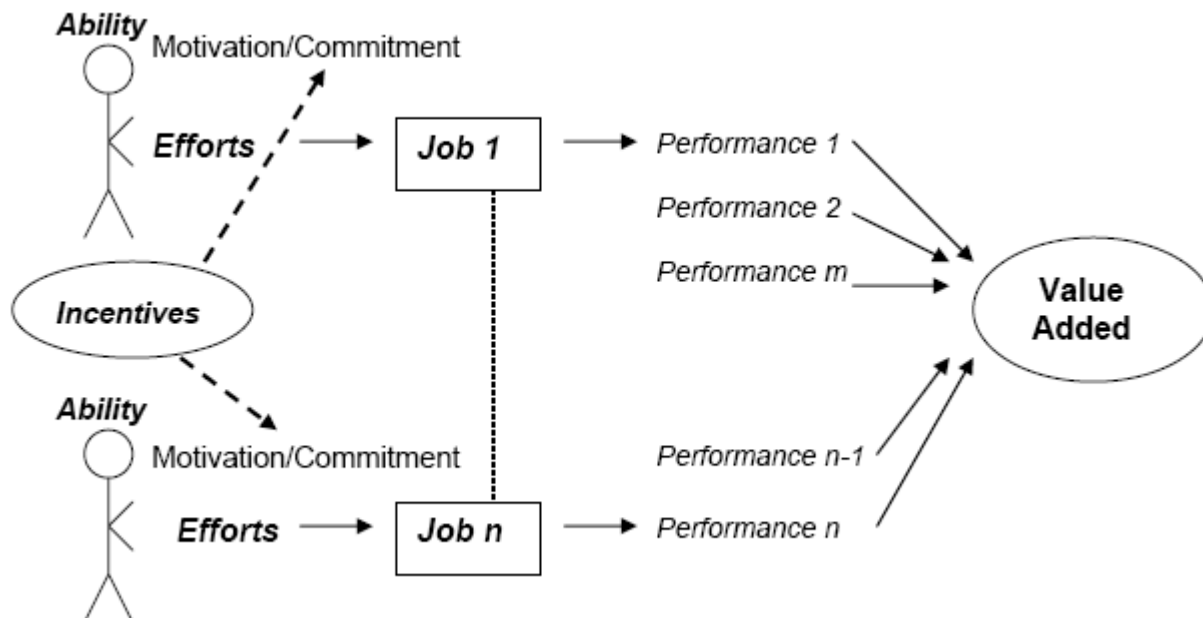 Ability
Motivation/Commitment
Efforts
Job 1
Performance 1
Performance 2
Performance m
Incentives
Value
Added
Ability
Motivation/Commitment
Performance n-1
Efforts
Job n
Performance n